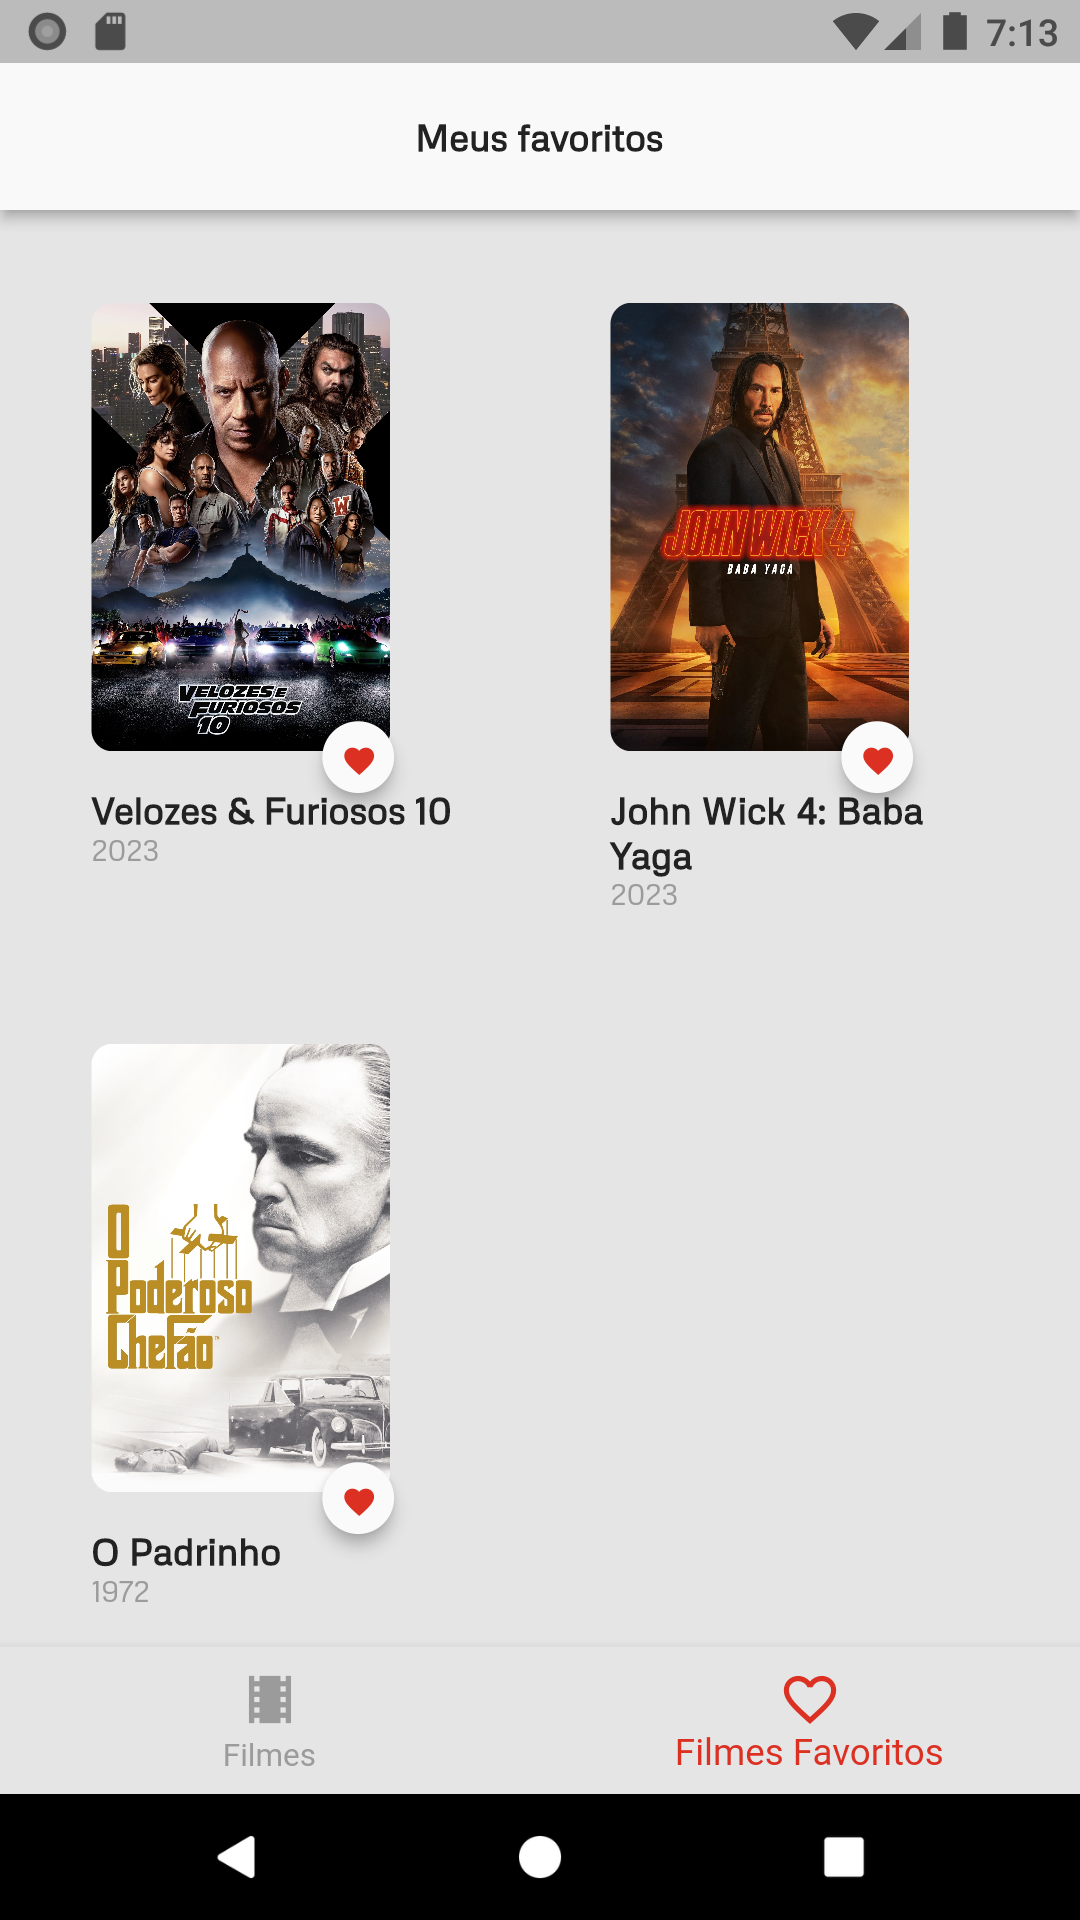 7:13
Meus favoritos
VELOZES E
FURIOSOS
10
W
JOHN WICK 4
BABA YAGA
Velozes & Furiosos 10
2023
John Wick 4: Baba
Yaga
2023
O
Poderoso
Chefão
O Padrinho
1972
Filmes
Filmes Favoritos